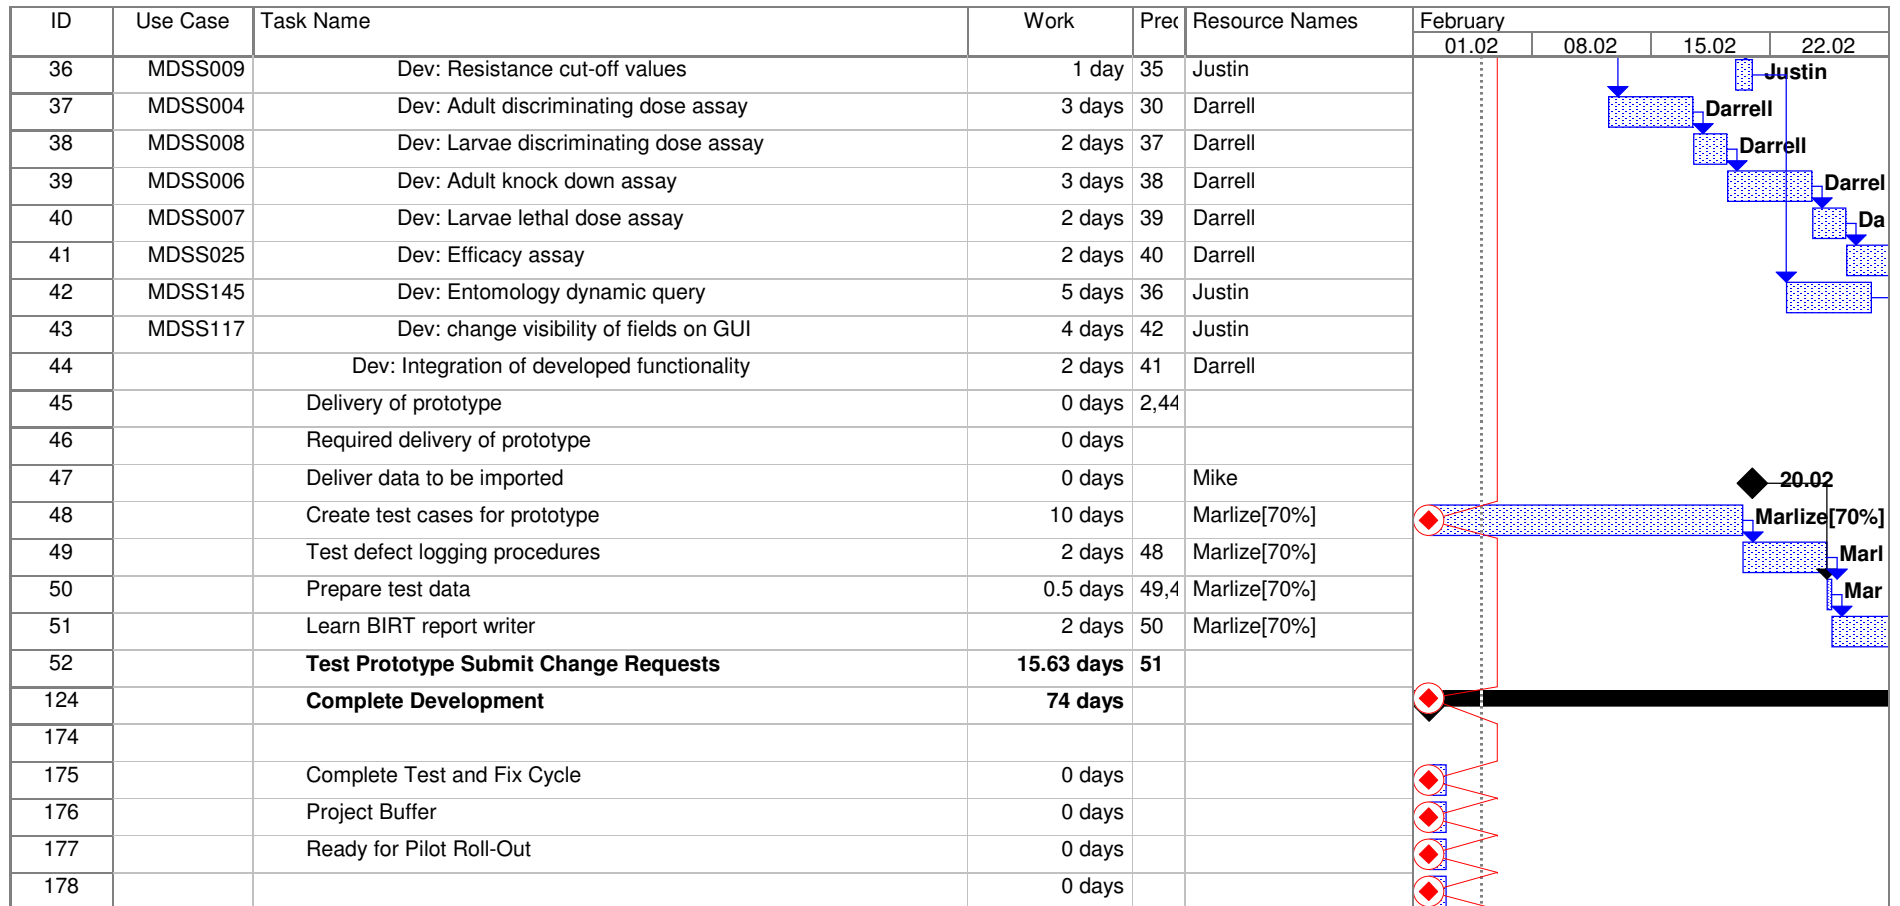 ID Use Case Task Name Work Prec Resource Names February
01.02 08.02 15.02 22.02
36 MDSS009 Dev: Resistance cut-off values 1 day 35 Justin Justin
37 MDSS004 Dev: Adult discriminating dose assay 3 days 30 Darrell Darrell
38 MDSS008 Dev: Larvae discriminating dose assay 2 days 37 Darrell Darrell
39 MDSS006 Dev: Adult knock down assay 3 days 38 Darrell Darrel
40 MDSS007 Dev: Larvae lethal dose assay 2 days 39 Darrell Da
41 MDSS025 Dev: Efficacy assay 2 days 40 Darrell
42 MDSS145 Dev: Entomology dynamic query 5 days 36 Justin
43 MDSS117 Dev: change visibility of fields on GUI 4 days 42 Justin
44 Dev: Integration of developed functionality 2 days 41 Darrell
45 Delivery of prototype 0 days 2,44
46 Required delivery of prototype 0 days
47 Deliver data to be imported 0 days Mike 20.02
48 Create test cases for prototype 10 days Marlize[70%] Marlize[70%]
49 Test defect logging procedures 2 days 48 Marlize[70%] Marl
50 Prepare test data 0.5 days 49,4 Marlize[70%] Mar
51 Learn BIRT report writer 2 days 50 Marlize[70%]
52 Test Prototype Submit Change Requests 15.63 days 51
124 Complete Development 74 days
174
175 Complete Test and Fix Cycle 0 days
176 Project Buffer 0 days
177 Ready for Pilot Roll-Out 0 days
178 0 days